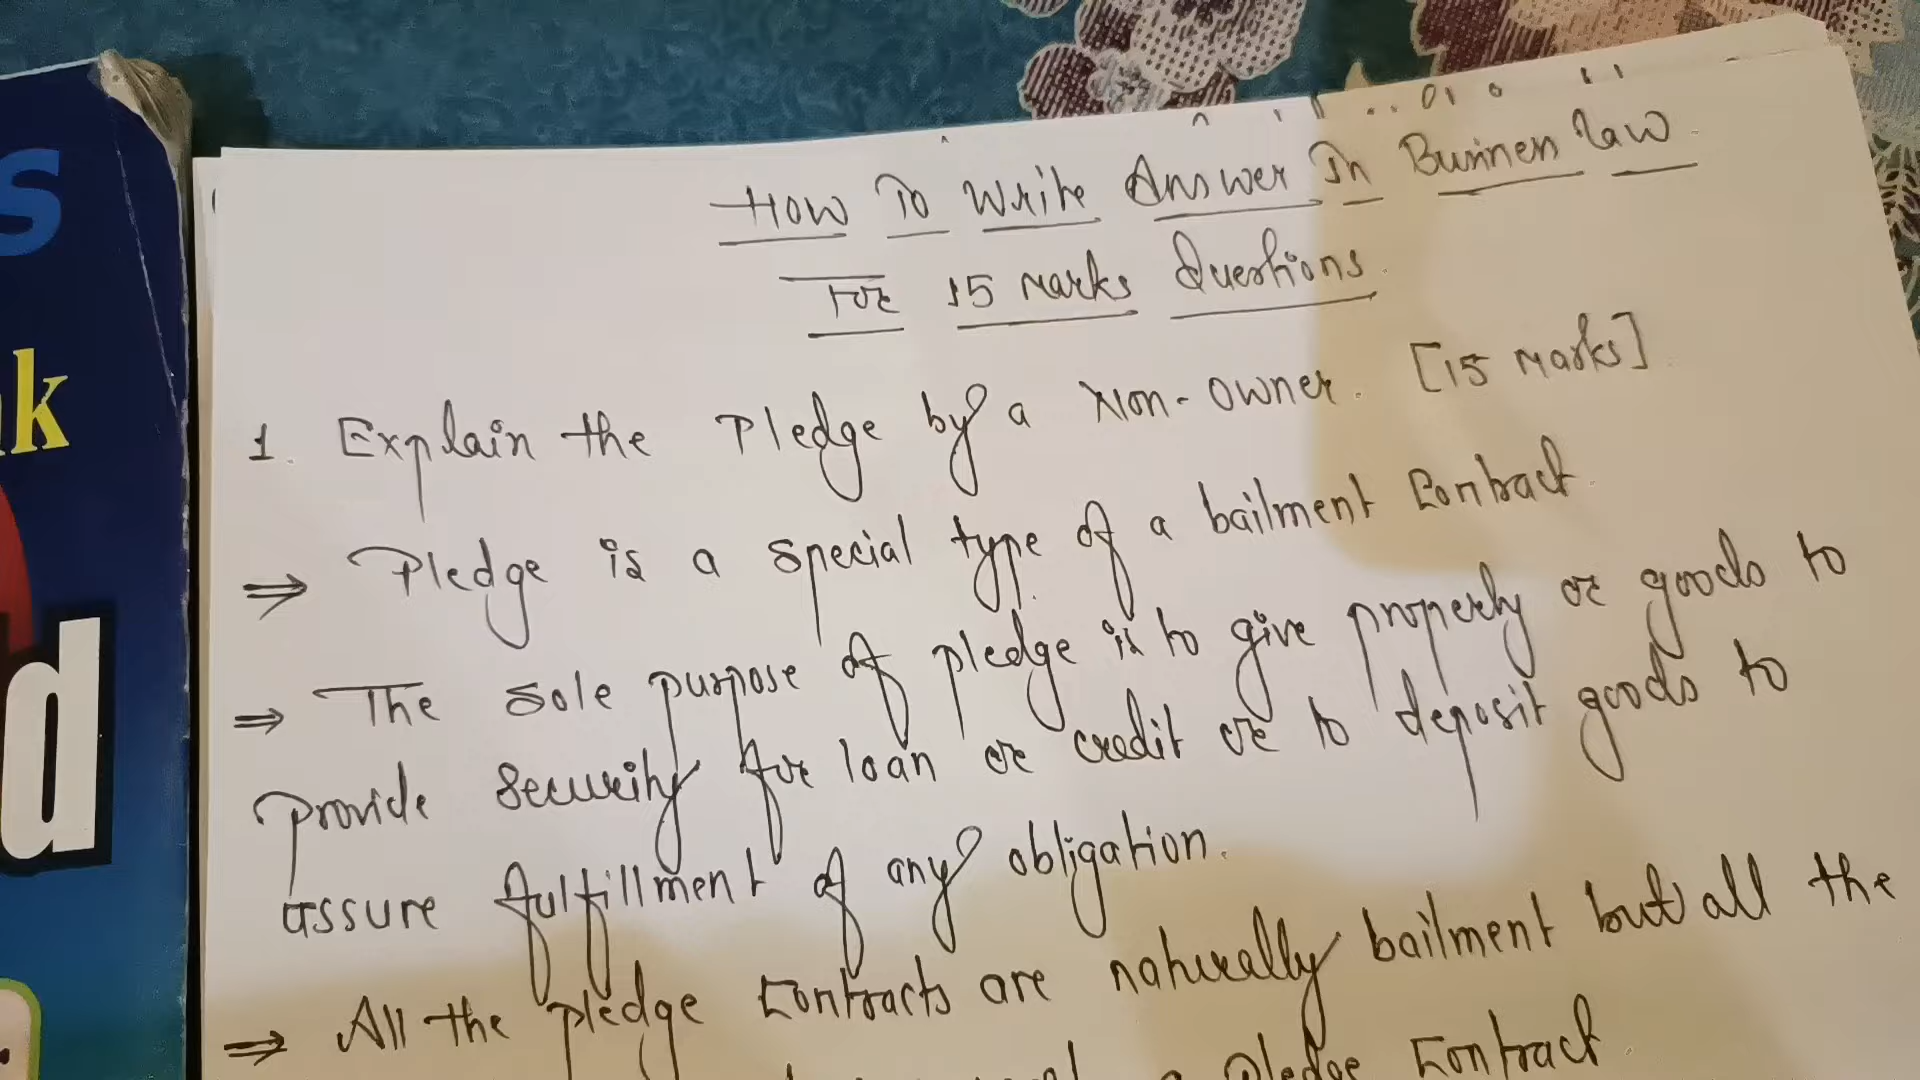 s
k
d
How To Write Answer In Business Law
For 15 Marks Questions.
1. Explain the Pledge by a Non-Owner. [15 Marks]
⇒ Pledge is a special type of a bailment Contract.
⇒ The sole purpose of pledge is to give property or goods to
provide security for loan or credit or to deposit goods to
assure fulfillment of any obligation.
⇒ All the pledge Contracts are naturally bailment but all the
a pledge Contract